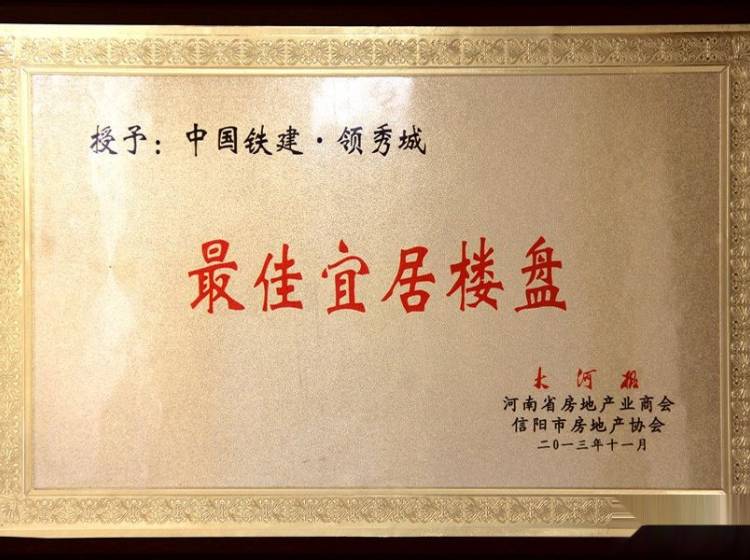 授予：中国铁建·领秀城
最佳宜居楼盘
大河报
河南省房地产业商会
信阳市房地产协会
二0一三年十一月